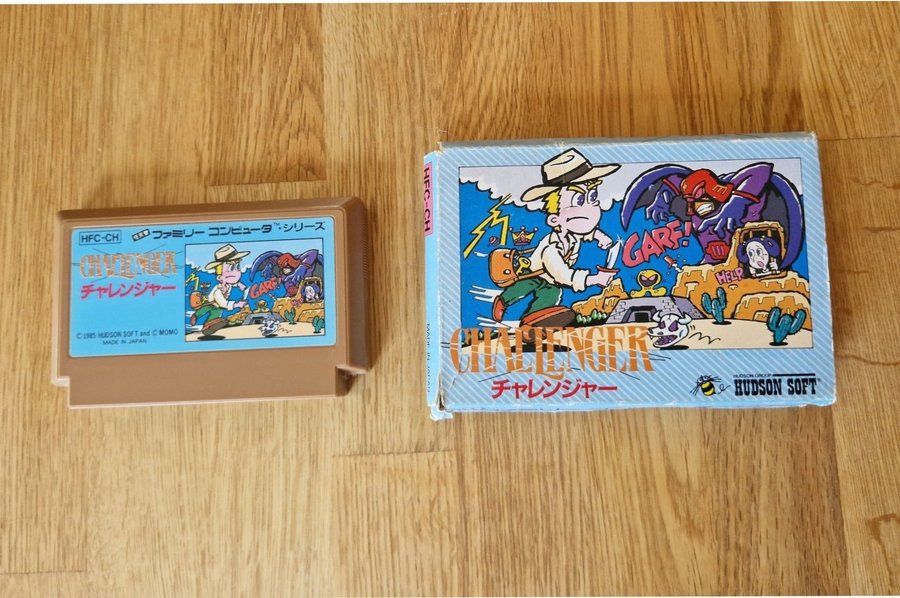 HFC-CH
ファミリー コンピュータ™・シリーズ
CHALLENGER
チャレンジャー
GARF!
©1985 HUDSON SOFT and © MOMO
MADE IN JAPAN
HFC-CH
MADE IN JAPAN
GARF!
HELP
CHALLENGER
チャレンジャー
HUDSON GROUP
HUDSON SOFT